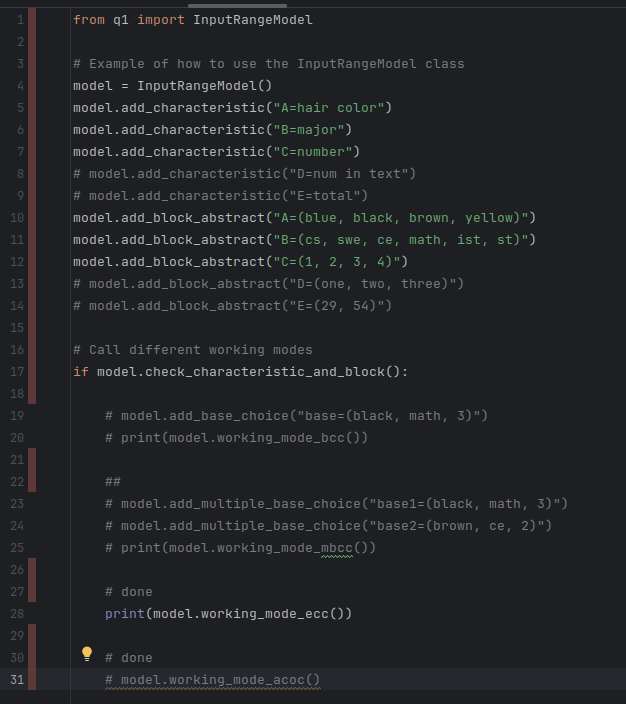 1 from q1 import InputRangeModel
2
3 # Example of how to use the InputRangeModel class
4 model = InputRangeModel()
5 model.add_characteristic("A=hair color")
6 model.add_characteristic("B=major")
7 model.add_characteristic("C=number")
8 # model.add_characteristic("D=num in text")
9 # model.add_characteristic("E=total")
10 model.add_block_abstract("A=(blue, black, brown, yellow)")
11 model.add_block_abstract("B=(cs, swe, ce, math, ist, st)")
12 model.add_block_abstract("C=(1, 2, 3, 4)")
13 # model.add_block_abstract("D=(one, two, three)")
14 # model.add_block_abstract("E=(29, 54)")
15
16 # Call different working modes
17 if model.check_characteristic_and_block():
18
19     # model.add_base_choice("base=(black, math, 3)")
20     # print(model.working_mode_bcc())
21
22     ##
23     # model.add_multiple_base_choice("base1=(black, math, 3)")
24     # model.add_multiple_base_choice("base2=(brown, ce, 2)")
25     # print(model.working_mode_mbcc())
26
27     # done
28     print(model.working_mode_ecc())
29
30     # done
31     # model.working_mode_acoc()